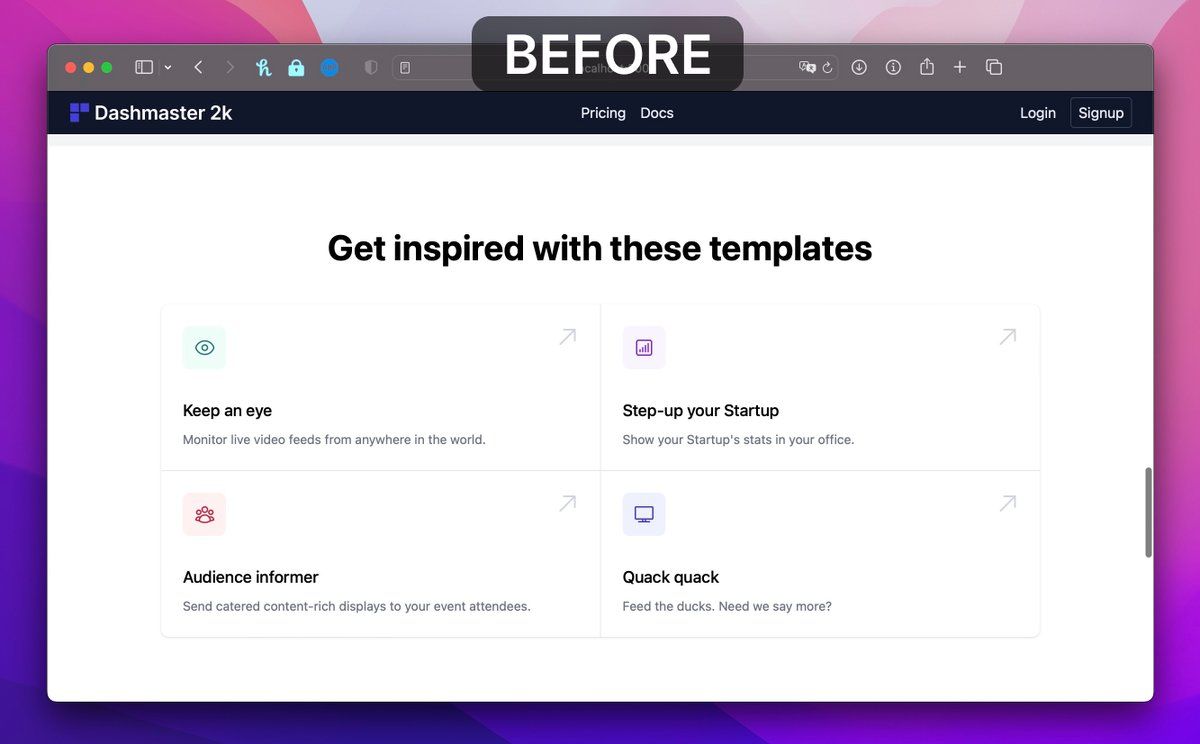 BEFORE
Dashmaster 2k
Pricing Docs
Login Signup
Get inspired with these templates
Keep an eye
Monitor live video feeds from anywhere in the world.
Step-up your Startup
Show your Startup's stats in your office.
Audience informer
Send catered content-rich displays to your event attendees.
Quack quack
Feed the ducks. Need we say more?